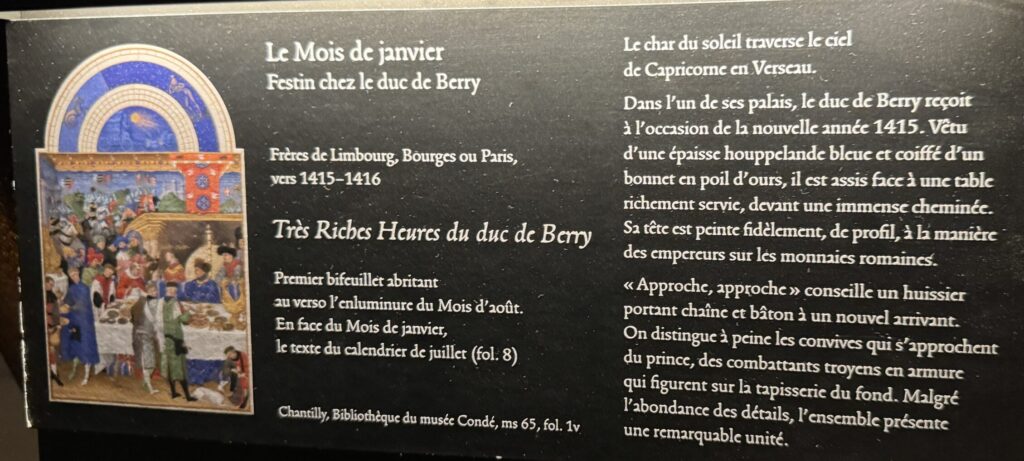 Le Mois de janvier
Festin chez le duc de Berry
Frères de Limbourg, Bourges ou Paris,
vers 1415-1416
Très Riches Heures du duc de Berry
Premier bifeuillet abritant
au verso l'enluminure du Mois d'août.
En face du Mois de janvier,
le texte du calendrier de juillet (fol. 8)
Chantilly, Bibliothèque du musée Condé, ms 65, fol. 1v
Le char du soleil traverse le ciel
de Capricorne en Verseau.
Dans l'un de ses palais, le duc de Berry reçoit
à l'occasion de la nouvelle année 1415. Vêtu
d'une épaisse houppelande bleue et coiffé d'un
bonnet en poil d'ours, il est assis face à une table
richement servie, devant une immense cheminée.
Sa tête est peinte fidèlement, de profil, à la manière
des empereurs sur les monnaies romaines.
« Approche, approche » conseille un huissier
portant chaîne et bâton à un nouvel arrivant.
On distingue à peine les convives qui s'approchent
du prince, des combattants troyens en armure
qui figurent sur la tapisserie du fond. Malgré
l'abondance des détails, l'ensemble présente
une remarquable unité.